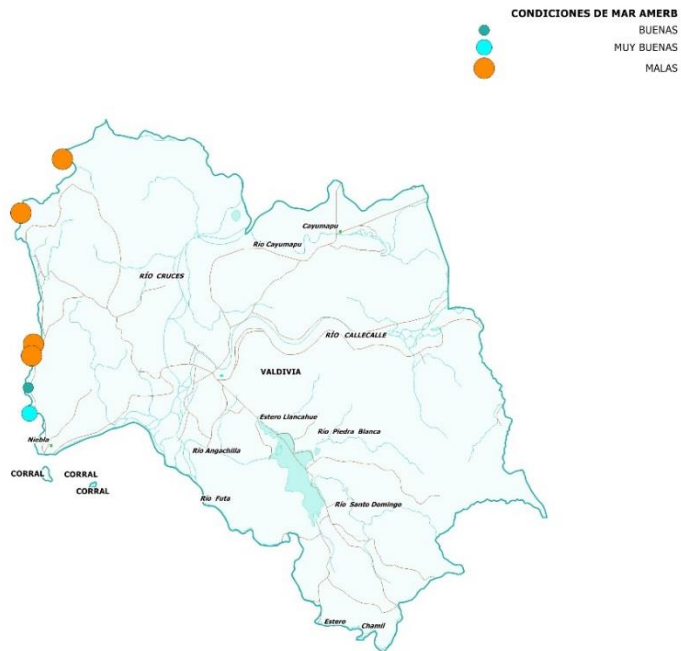 CONDICIONES DE MAR AMERB
BUENAS
MUY BUENAS
MALAS
Cayumapu
Río Cayumapu
RÍO CRUCES
RÍO CALLECALLE
VALDIVIA
Estero Llancahue
Río Piedra Blanca
Niebla
Río Angachilla
CORRAL
CORRAL
CORRAL
Río Futa
Río Santo Domingo
Estero Chamil